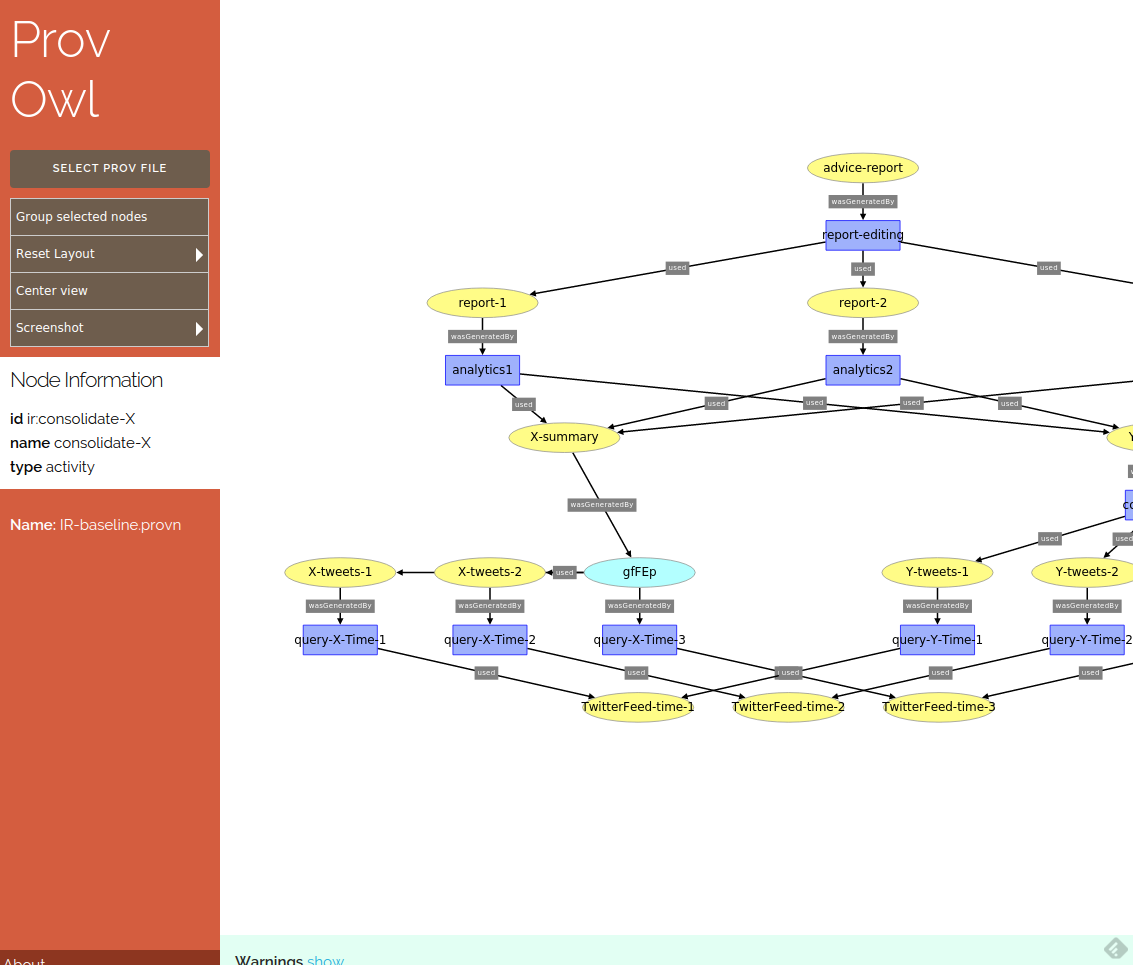 Prov
Owl
SELECT PROV FILE
Group selected nodes
Reset Layout
Center view
Screenshot
Node Information
id ir:consolidate-X
name consolidate-X
type activity
Name: IR-baseline.provn
About
advice-report
wasGeneratedBy
report-editing
used used used
report-1 report-2
wasGeneratedBy wasGeneratedBy
analytics1 analytics2
used used used used used
X-summary Y
wasGeneratedBy
used used
X-tweets-1 X-tweets-2 used gfFEp Y-tweets-1 Y-tweets-2
wasGeneratedBy wasGeneratedBy wasGeneratedBy wasGeneratedBy wasGeneratedBy
query-X-Time-1 query-X-Time-2 query-X-Time-3 query-Y-Time-1 query-Y-Time-2
used used used used used
TwitterFeed-time-1 TwitterFeed-time-2 TwitterFeed-time-3
Warnings show